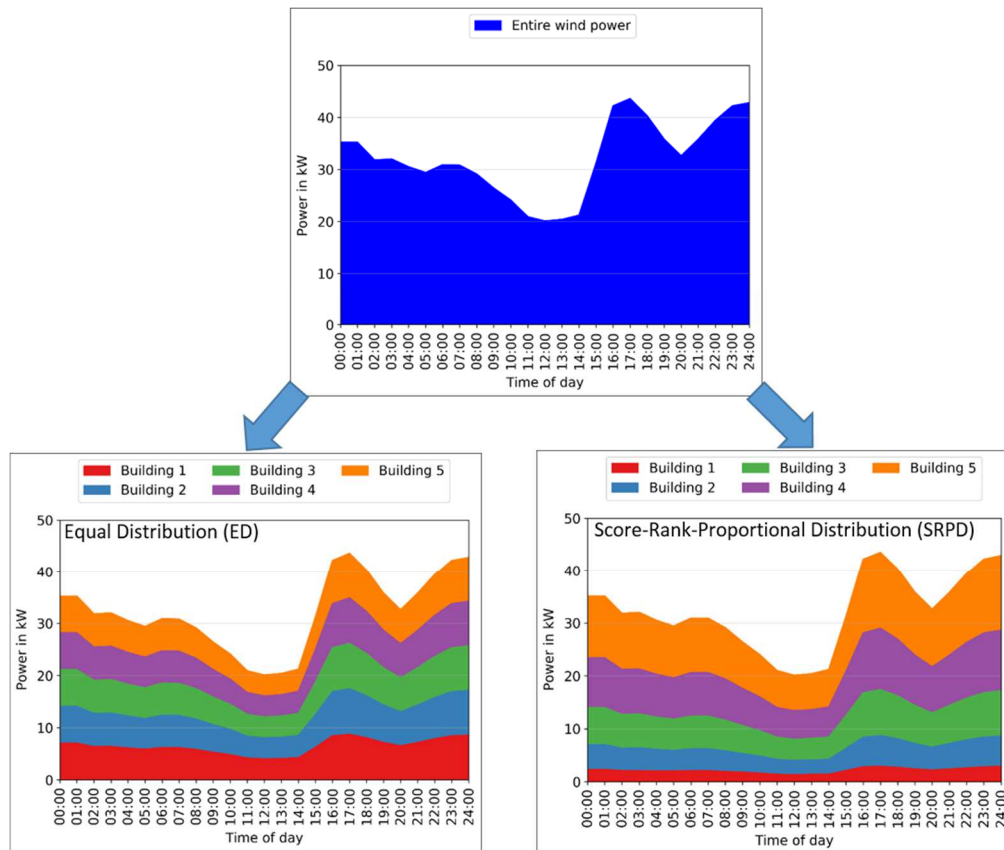 Entire wind power
50
40
30
20
10
0
Power in kW
00:00 01:00 02:00 03:00 04:00 05:00 06:00 07:00 08:00 09:00 10:00 11:00 12:00 13:00 14:00 15:00 16:00 17:00 18:00 19:00 20:00 21:00 22:00 23:00 24:00
Time of day
Building 1 Building 3 Building 5
Building 2 Building 4
Equal Distribution (ED)
50
40
30
20
10
0
Power in kW
00:00 01:00 02:00 03:00 04:00 05:00 06:00 07:00 08:00 09:00 10:00 11:00 12:00 13:00 14:00 15:00 16:00 17:00 18:00 19:00 20:00 21:00 22:00 23:00 24:00
Time of day
Building 1 Building 3 Building 5
Building 2 Building 4
Score-Rank-Proportional Distribution (SRPD)
50
40
30
20
10
0
Power in kW
00:00 01:00 02:00 03:00 04:00 05:00 06:00 07:00 08:00 09:00 10:00 11:00 12:00 13:00 14:00 15:00 16:00 17:00 18:00 19:00 20:00 21:00 22:00 23:00 24:00
Time of day